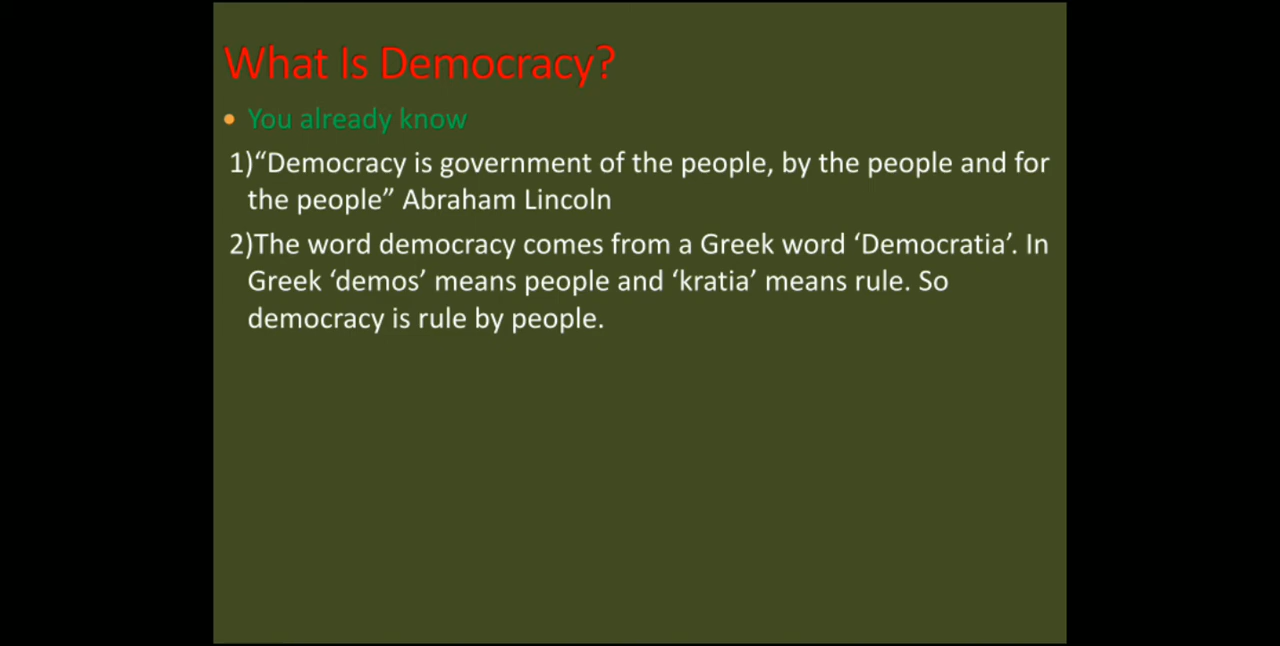 What Is Democracy?
• You already know
1)“Democracy is government of the people, by the people and for
the people” Abraham Lincoln
2)The word democracy comes from a Greek word ‘Democratia’. In
Greek ‘demos’ means people and ‘kratia’ means rule. So
democracy is rule by people.